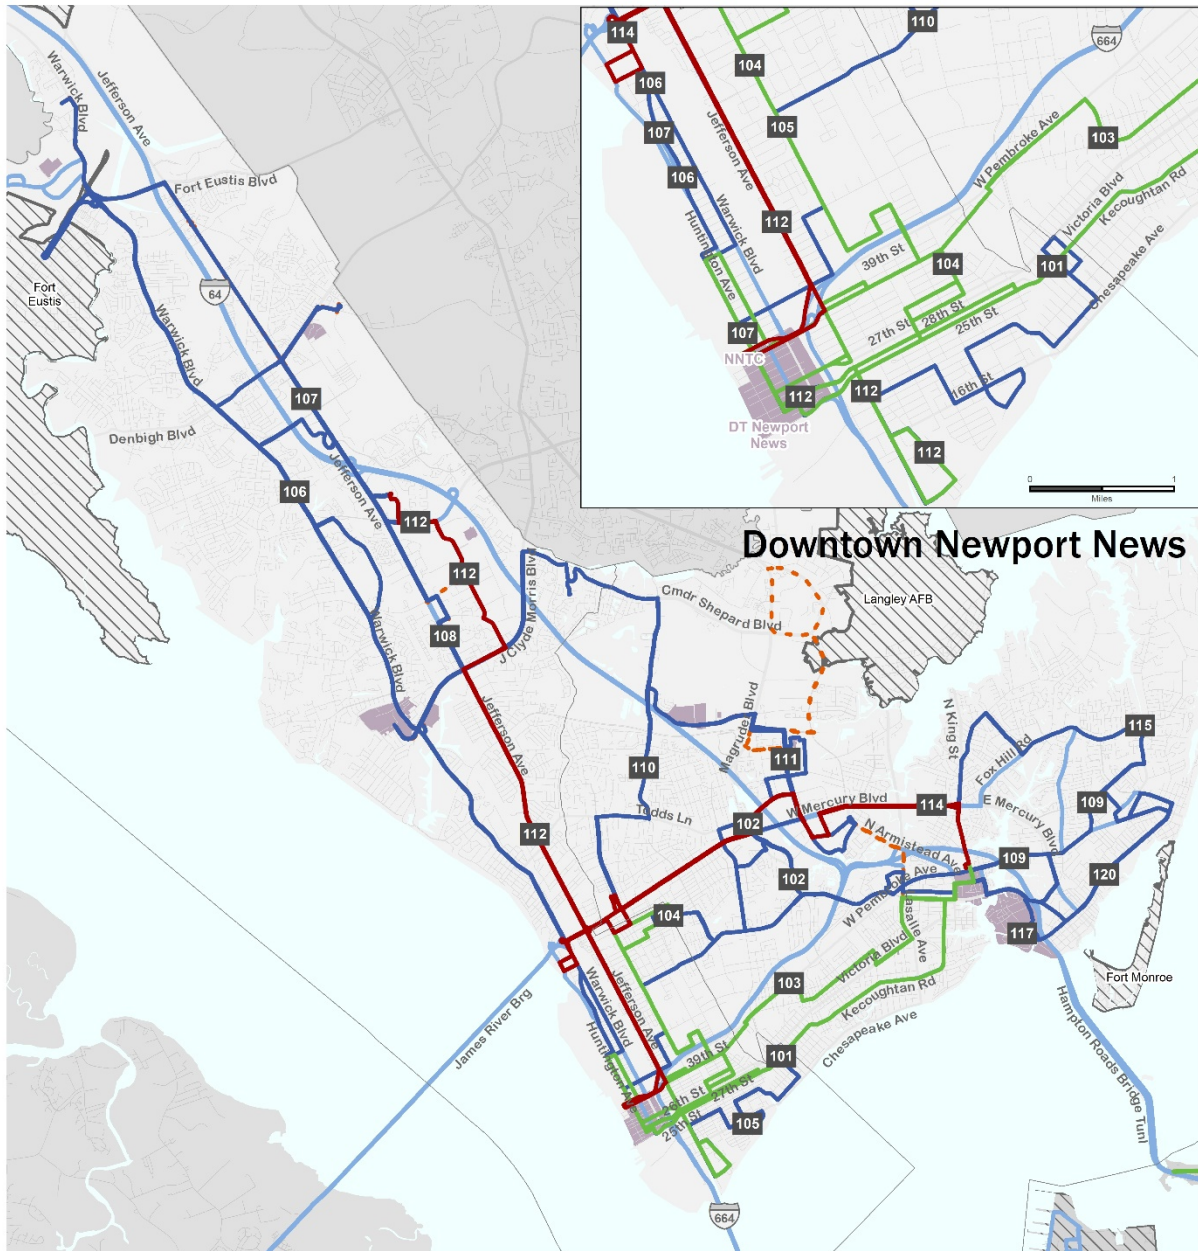 114
110
664
104
106
105
107
Jefferson Ave
W Pembroke Ave
103
106
Victoria Blvd
Kecoughtan Rd
Huntington Ave
Warwick Blvd
112
39th St
104
101
Chesapeake Ave
107
27th St
28th St
25th St
NNTC
112
112
16th St
DT Newport
News
112
0
1
Miles
Downtown Newport News
Warwick Blvd
Jefferson Ave
Fort Eustis Blvd
Fort
Eustis
64
Warwick Blvd
107
Denbigh Blvd
Jefferson Ave
106
112
112
J Clyde Morris Blvd
Cmdr Shepard Blvd
Langley AFB
108
Warwick Blvd
Magruder Blvd
N King St
Jefferson Ave
115
Fox Hill Rd
110
111
W Mercury Blvd
114
109
E Mercury Blvd
Todds Ln
102
112
N Armistead Ave
109
102
W Pembroke Ave
120
104
Lasalle Ave
117
Victoria Blvd
Fort Monroe
103
Kecoughtan Rd
Warwick Blvd
Jefferson Ave
James River Brg
Chesapeake Ave
Hampton Roads Bridge Tunl
39th St
101
Huntington Ave
26th St
27th St
25th St
105
664